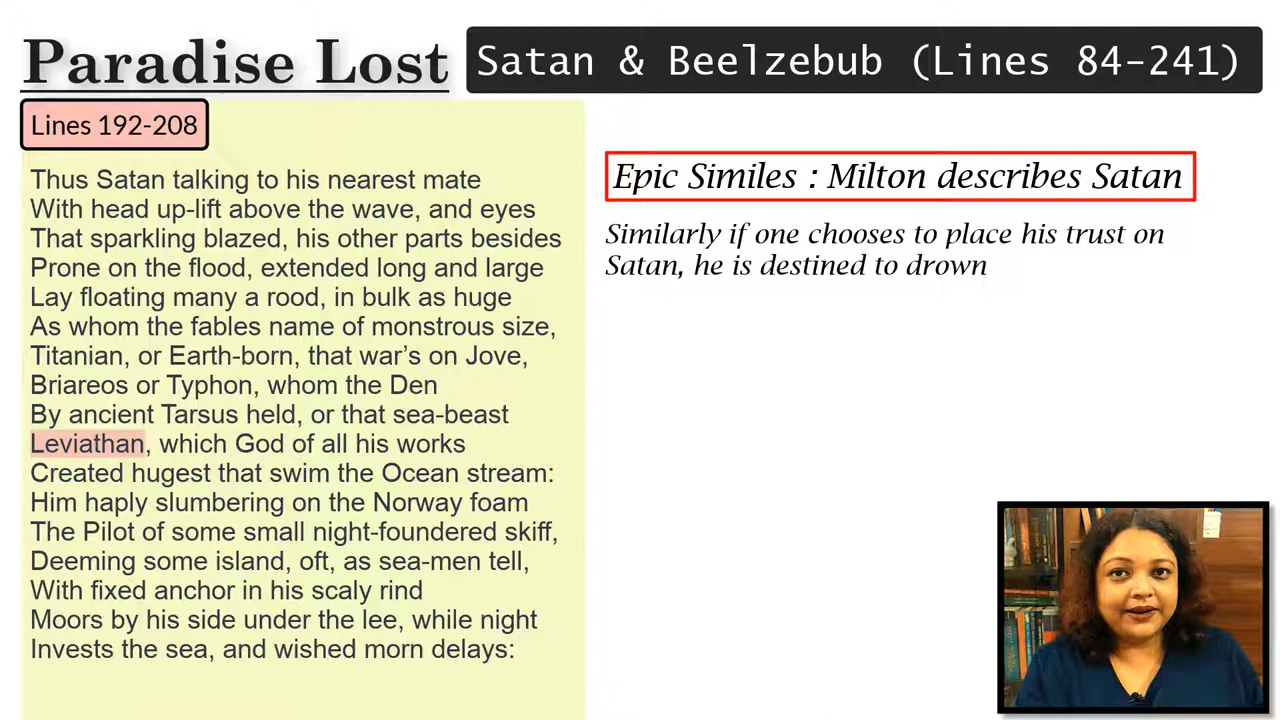 Paradise Lost
Satan & Beelzebub (Lines 84-241)
Lines 192-208
Thus Satan talking to his nearest mate
With head up-lift above the wave, and eyes
That sparkling blazed, his other parts besides
Prone on the flood, extended long and large
Lay floating many a rood, in bulk as huge
As whom the fables name of monstrous size,
Titanian, or Earth-born, that war's on Jove,
Briareos or Typhon, whom the Den
By ancient Tarsus held, or that sea-beast
Leviathan, which God of all his works
Created hugest that swim the Ocean stream:
Him haply slumbering on the Norway foam
The Pilot of some small night-foundered skiff,
Deeming some island, oft, as sea-men tell,
With fixed anchor in his scaly rind
Moors by his side under the lee, while night
Invests the sea, and wished morn delays:
Epic Similes : Milton describes Satan
Similarly if one chooses to place his trust on
Satan, he is destined to drown